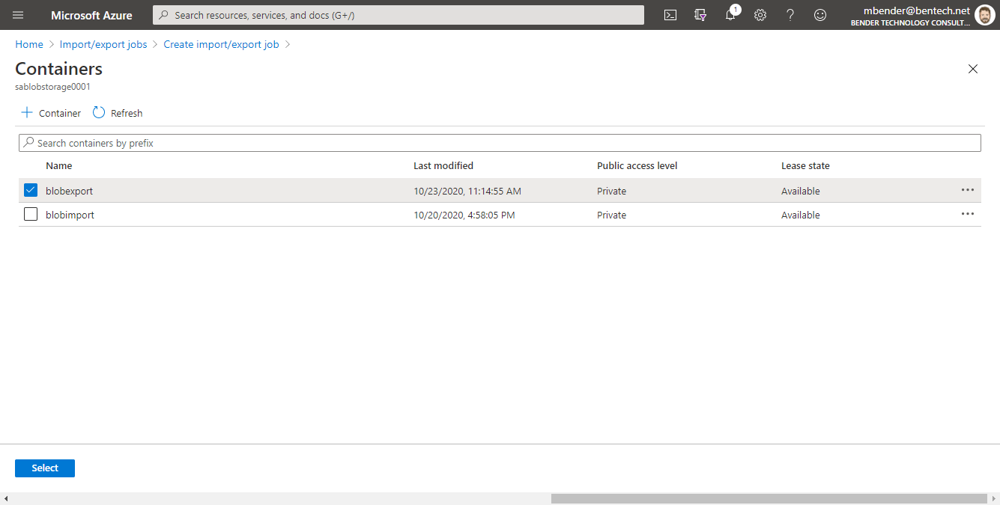 Microsoft Azure
Search resources, services, and docs (G+/)
1
mbender@bentech.net
BENDER TECHNOLOGY CONSULT...
Home > Import/export jobs > Create import/export job >
Containers
sablobstorage0001
Container
Refresh
Search containers by prefix
Name Last modified Public access level Lease state
blobexport 10/23/2020, 11:14:55 AM Private Available
blobimport 10/20/2020, 4:58:05 PM Private Available
Select